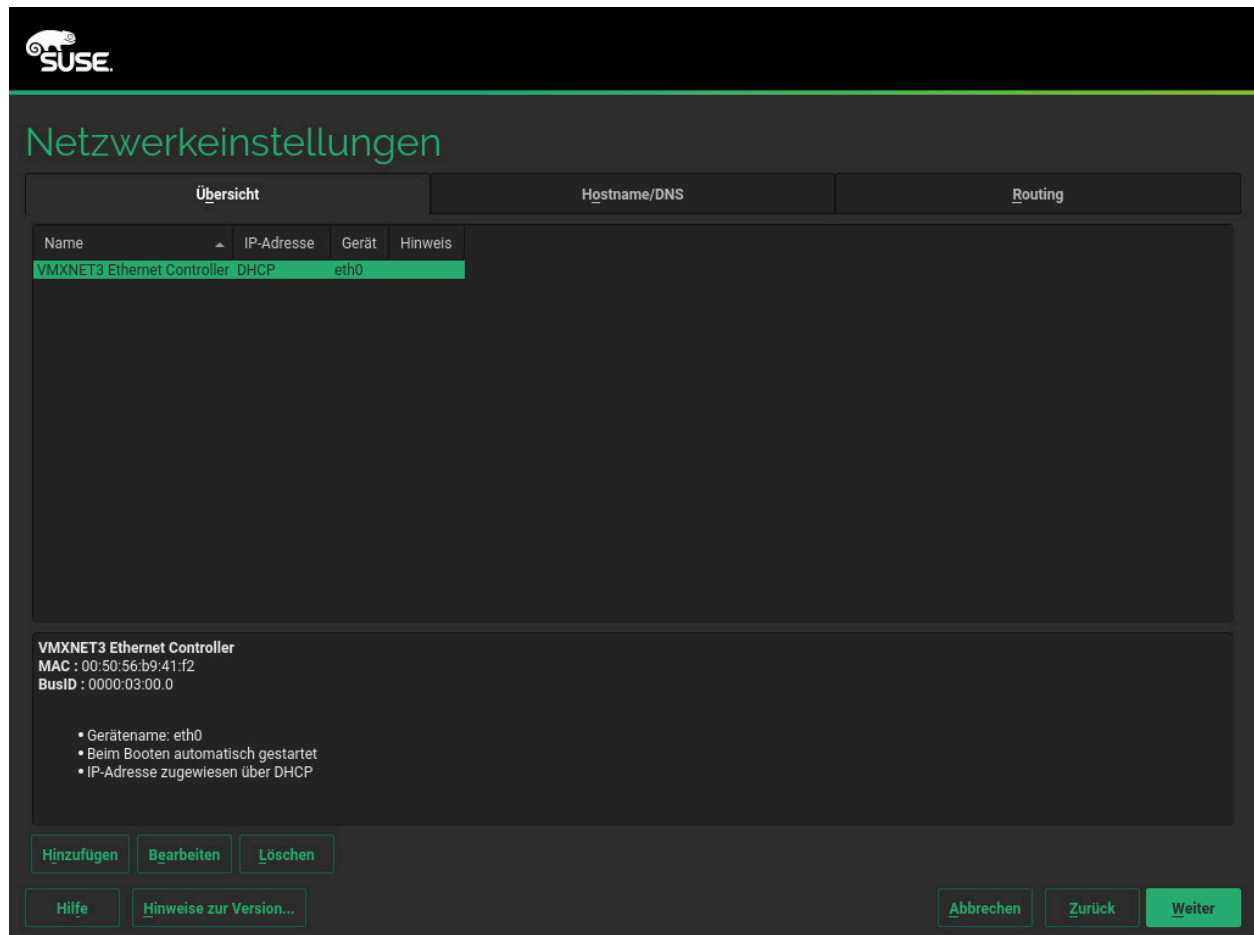 SUSE.
Netzwerkeinstellungen
Übersicht Hostname/DNS Routing
Name IP-Adresse Gerät Hinweis
VMXNET3 Ethernet Controller DHCP eth0
VMXNET3 Ethernet Controller
MAC : 00:50:56:b9:41:f2
BusID : 0000:03:00.0
• Gerätename: eth0
• Beim Booten automatisch gestartet
• IP-Adresse zugewiesen über DHCP
Hinzufügen Bearbeiten Löschen
Hilfe Hinweise zur Version... Abbrechen Zurück Weiter